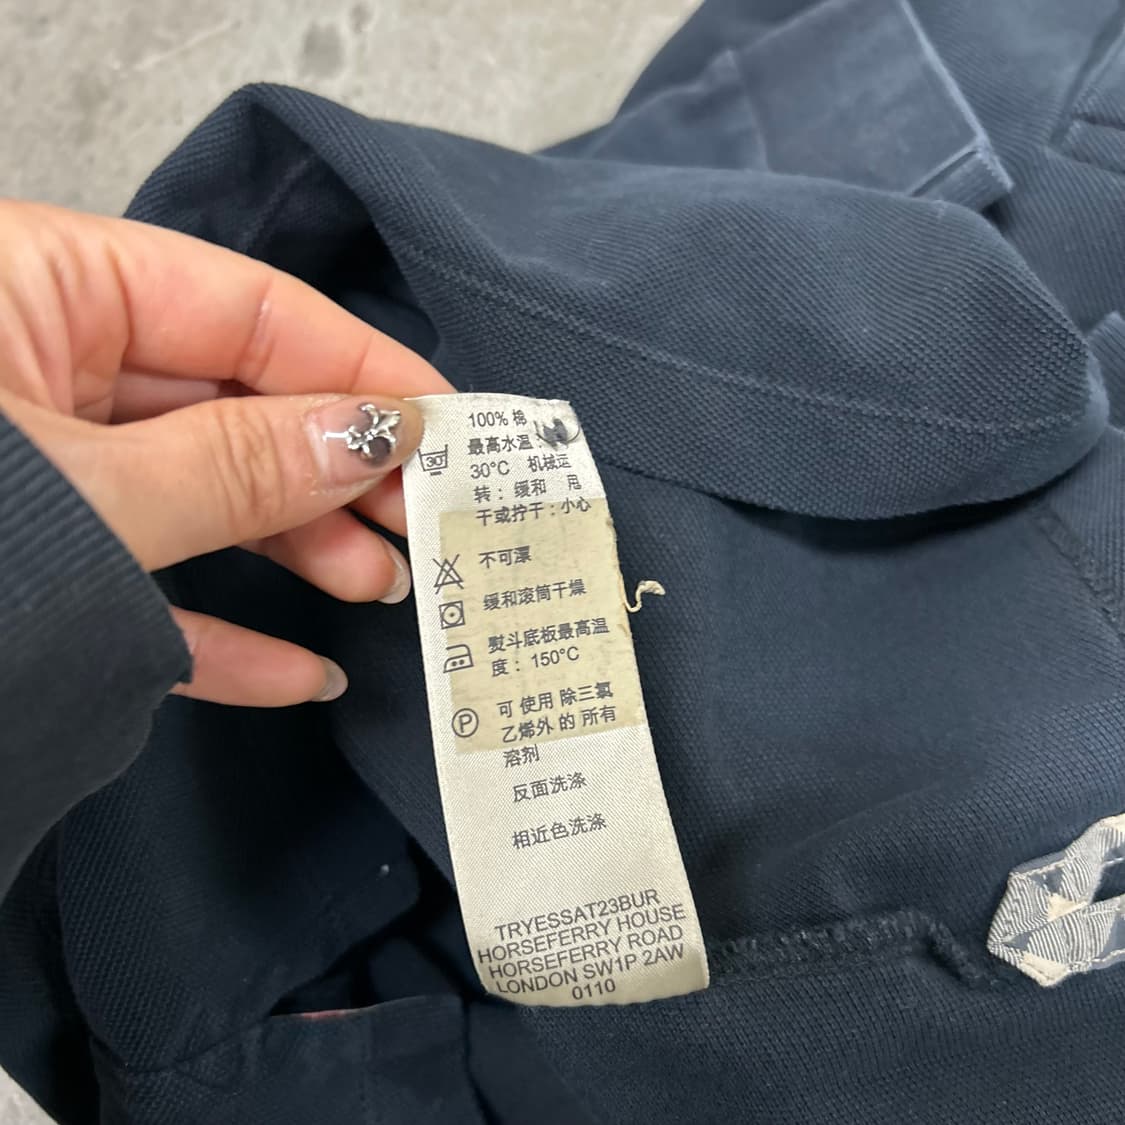 100% 棉
最高水温：
30
30°C 机械运
转：缓和 甩
干或拧干：小心
不可漂
缓和滚筒干燥
熨斗底板最高温
度：150°C
P
可 使用 除三氯
乙烯外 的 所有
溶剂
反面洗涤
相近色洗涤
TRYESSAT23BUR
HORSEFERRY HOUSE
HORSEFERRY ROAD
LONDON SW1P 2AW
0110